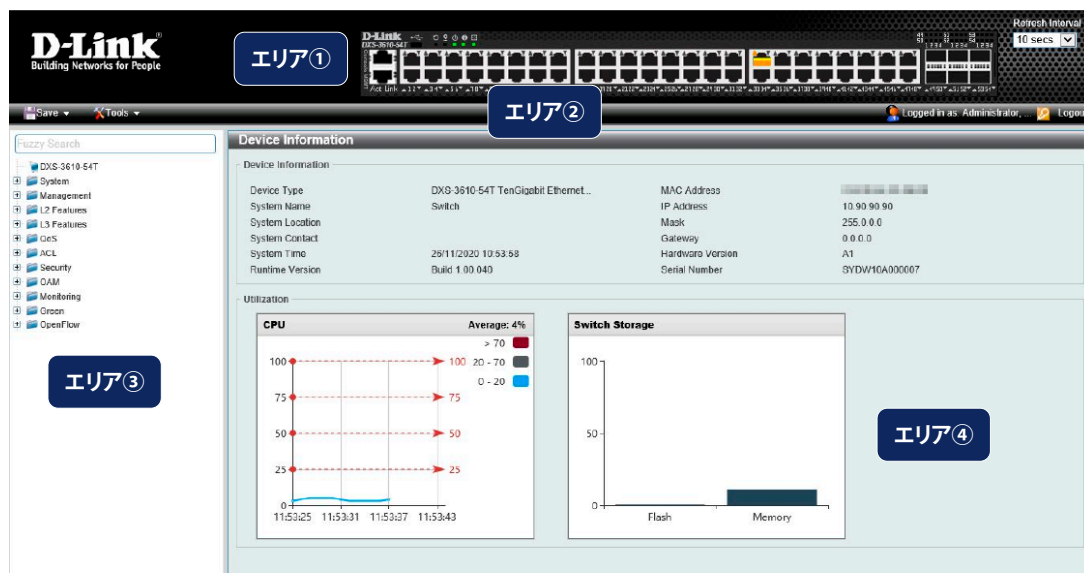 D-Link
Building Networks for People
エリア①
D-Link
DXS-3610-54T
Act Link
Refresh Interval
10 secs
エリア②
Save
Tools
Logged in as: Administrator, ...
Logout
Fuzzy Search
DXS-3610-54T
System
Management
L2 Features
L3 Features
QoS
ACL
Security
OAM
Monitoring
Green
OpenFlow
エリア③
Device Information
Device Information
Device Type DXS-3610-54T TenGigabit Ethernet... MAC Address
System Name Switch IP Address 10.90.90.90
System Location Mask 255.0.0.0
System Contact Gateway 0.0.0.0
System Time 26/11/2020 10:53:58 Hardware Version A1
Runtime Version Build 1.00.040 Serial Number SYDW10A000007
Utilization
CPU Average: 4%
> 70
20 - 70
0 - 20
100 100
75 75
50 50
25 25
0
11:53:25 11:53:31 11:53:37 11:53:43
Switch Storage
100
50
0
Flash Memory
エリア④